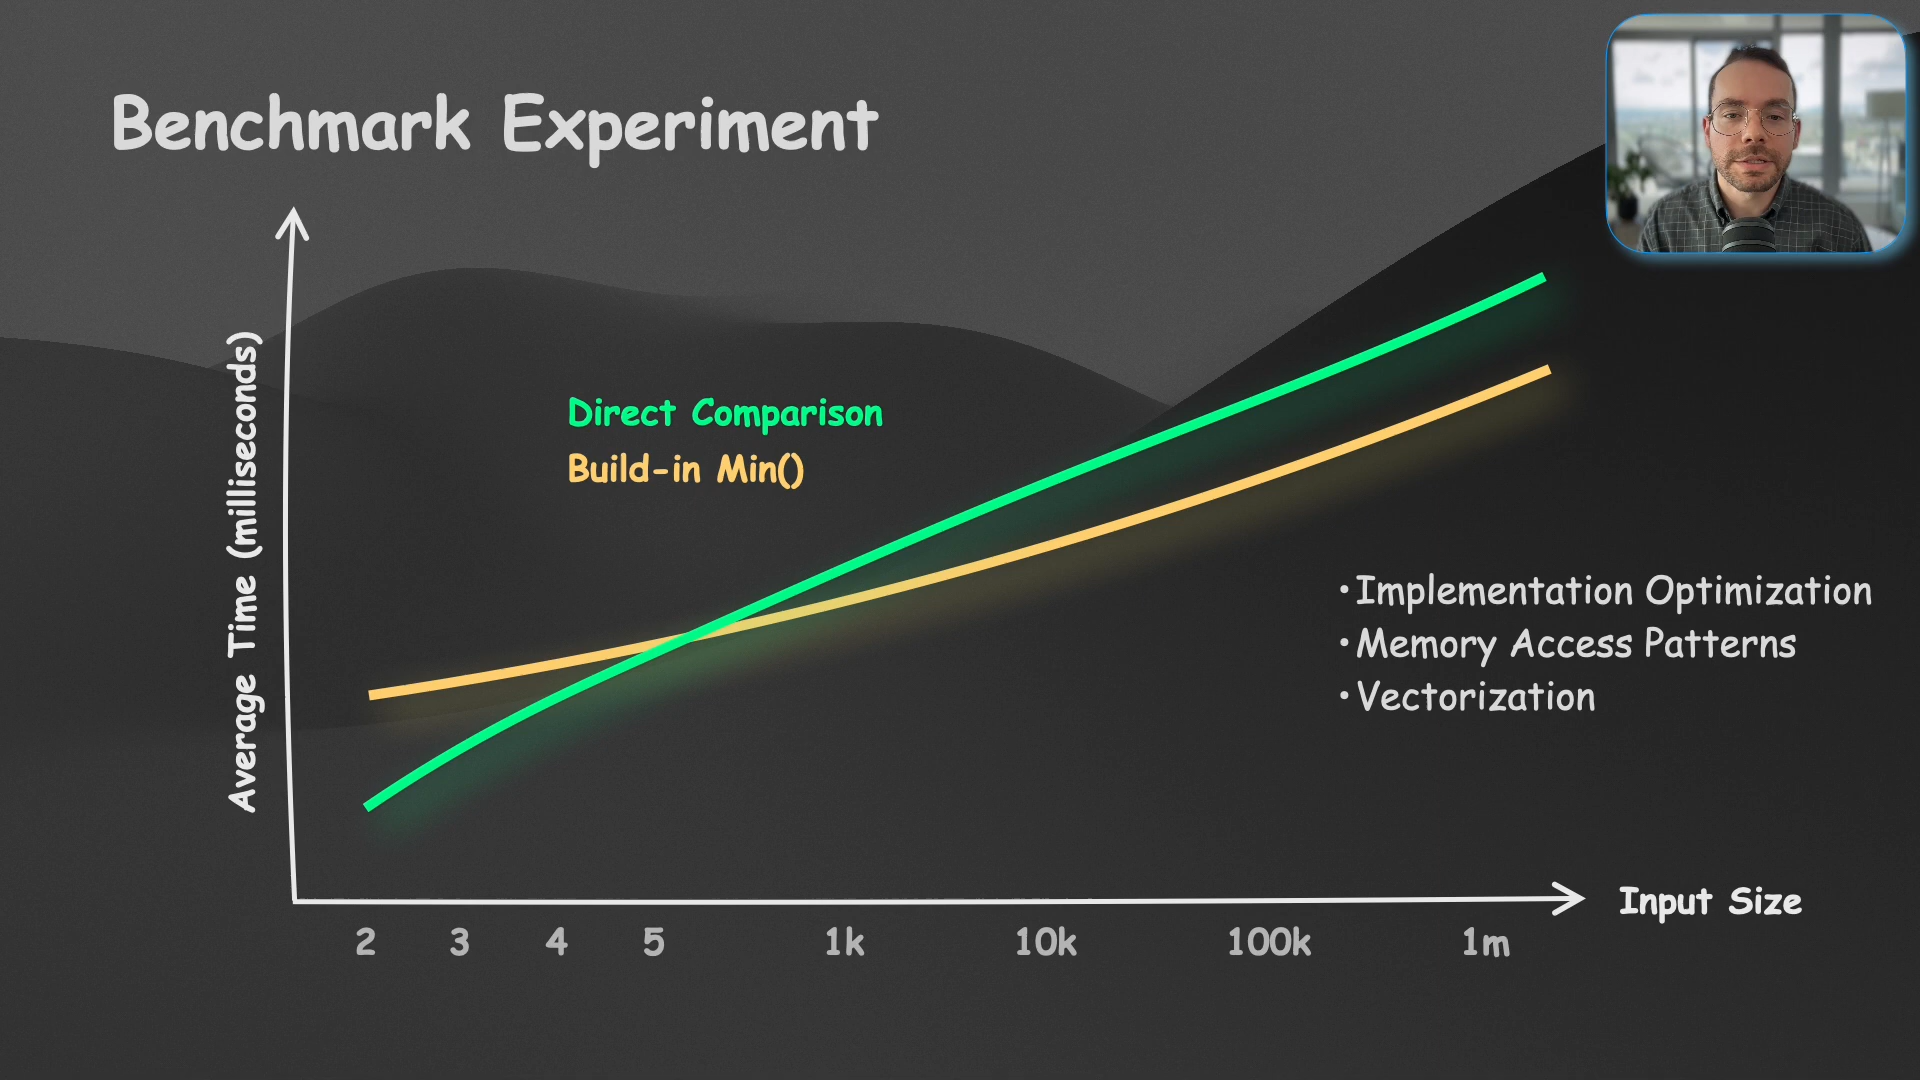 Benchmark Experiment
Average Time (milliseconds)
Direct Comparison
Build-in Min()
•Implementation Optimization
•Memory Access Patterns
•Vectorization
Input Size
2 3 4 5 1k 10k 100k 1m